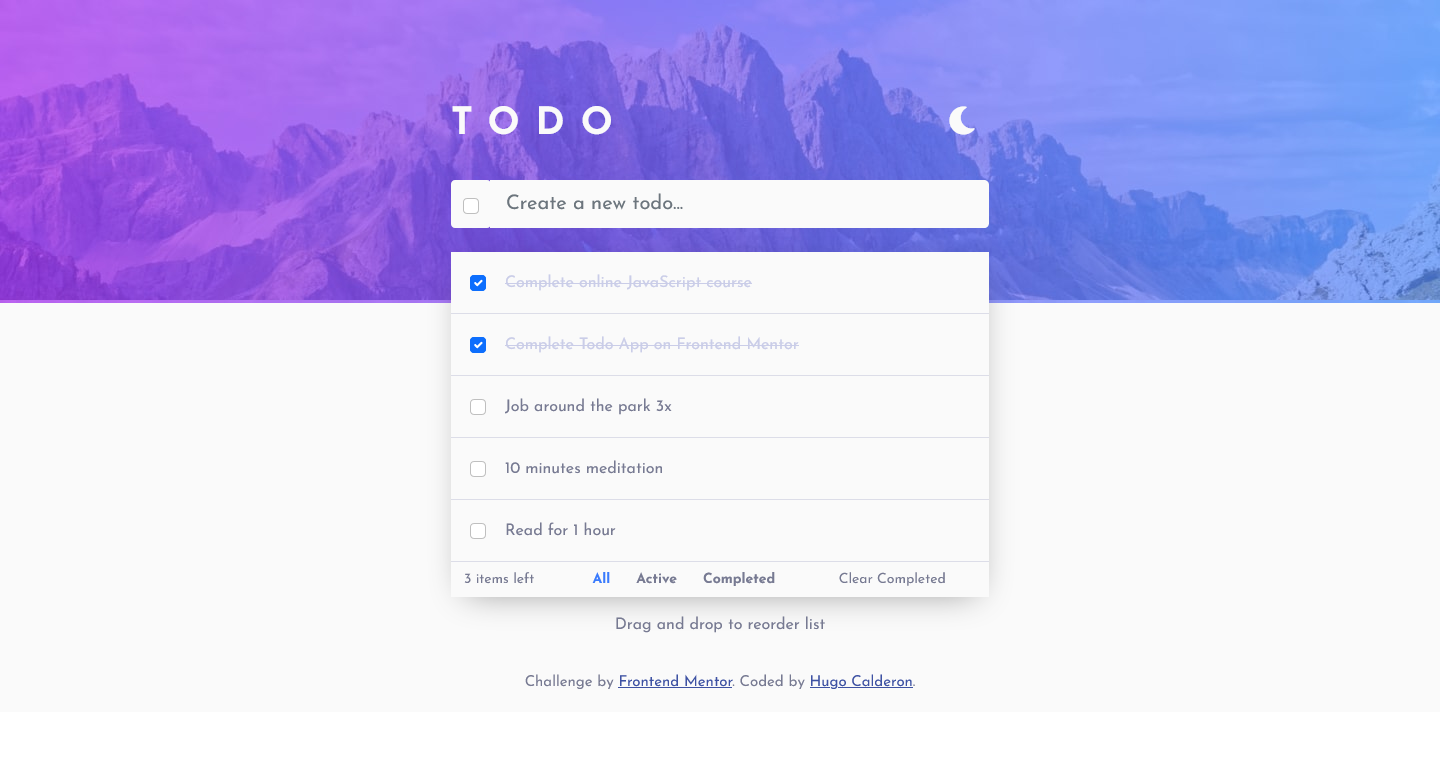 TODO
Create a new todo...
Complete online JavaScript course
Complete Todo App on Frontend Mentor
Job around the park 3x
10 minutes meditation
Read for 1 hour
3 items left All Active Completed Clear Completed
Drag and drop to reorder list
Challenge by Frontend Mentor. Coded by Hugo Calderon.